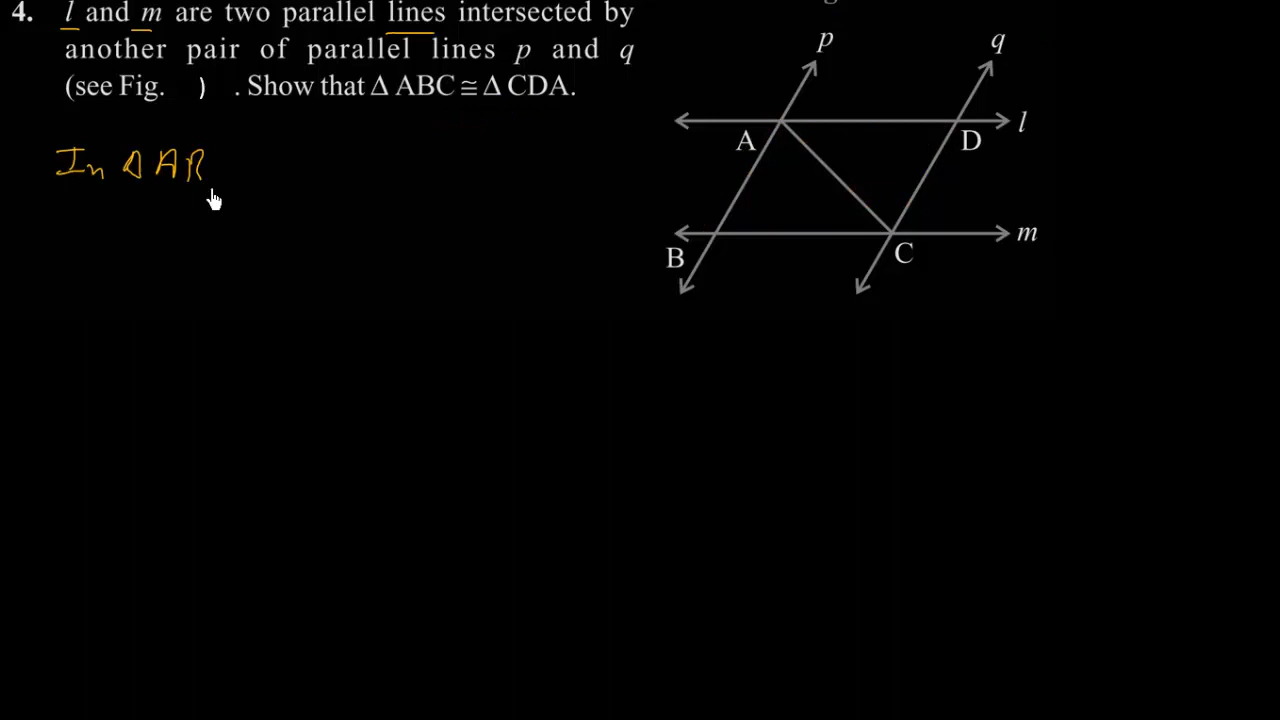 4. l and m are two parallel lines intersected by
another pair of parallel lines p and q
(see Fig. ) . Show that Δ ABC ≅ Δ CDA.
In Δ AB
p
q
A
D
l
B
C
m